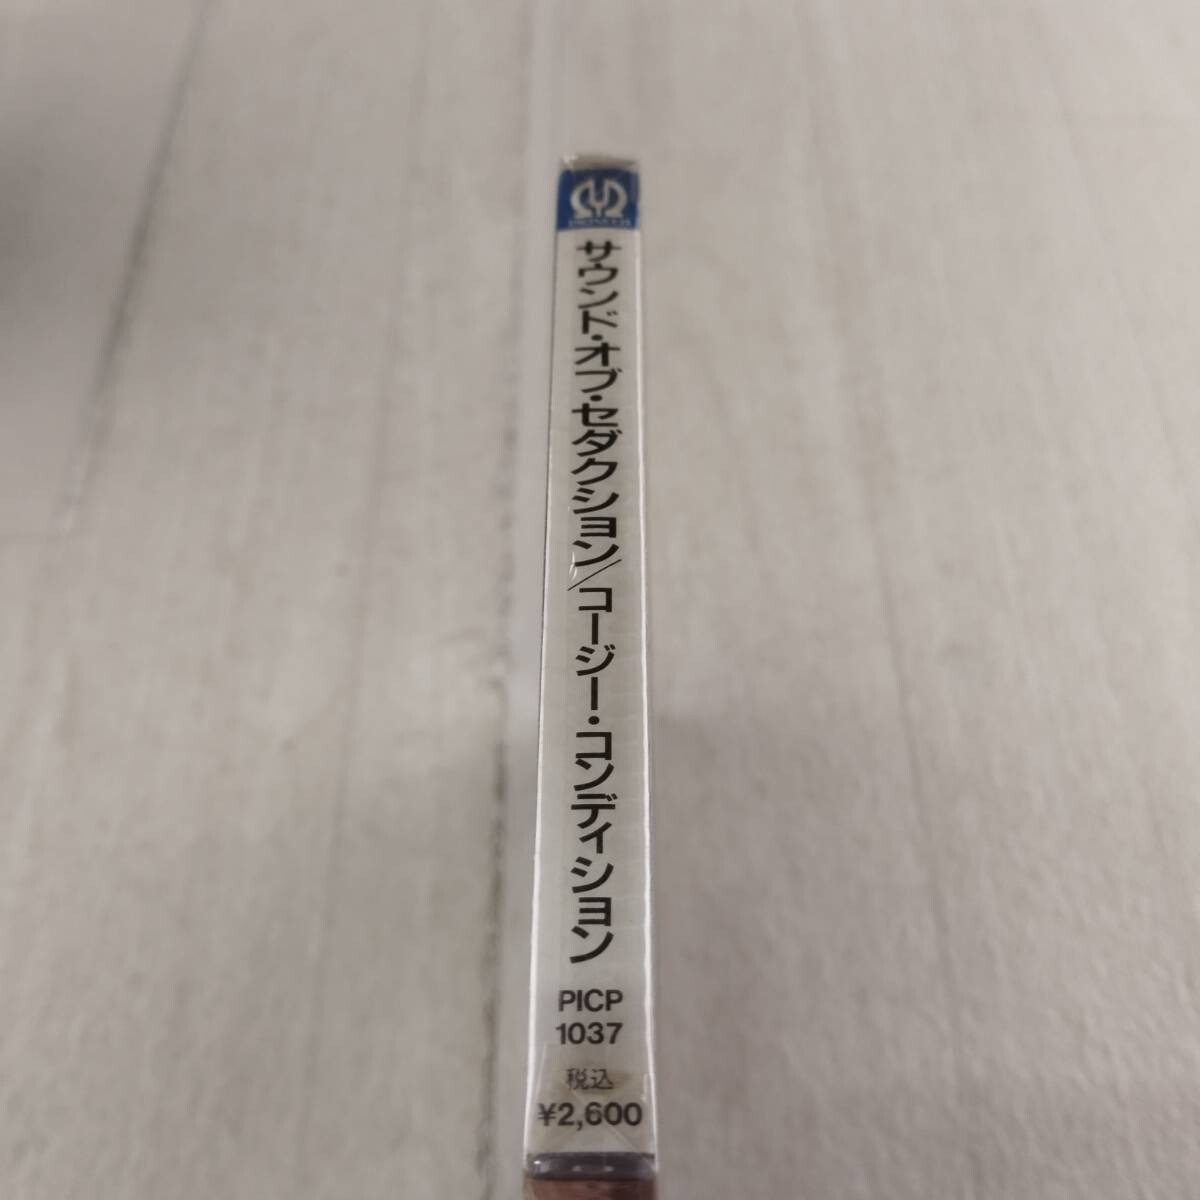 PIONEER
サウンド・オブ・セダクション/コージー・コンディション
PICP
1037
税込
¥2,600